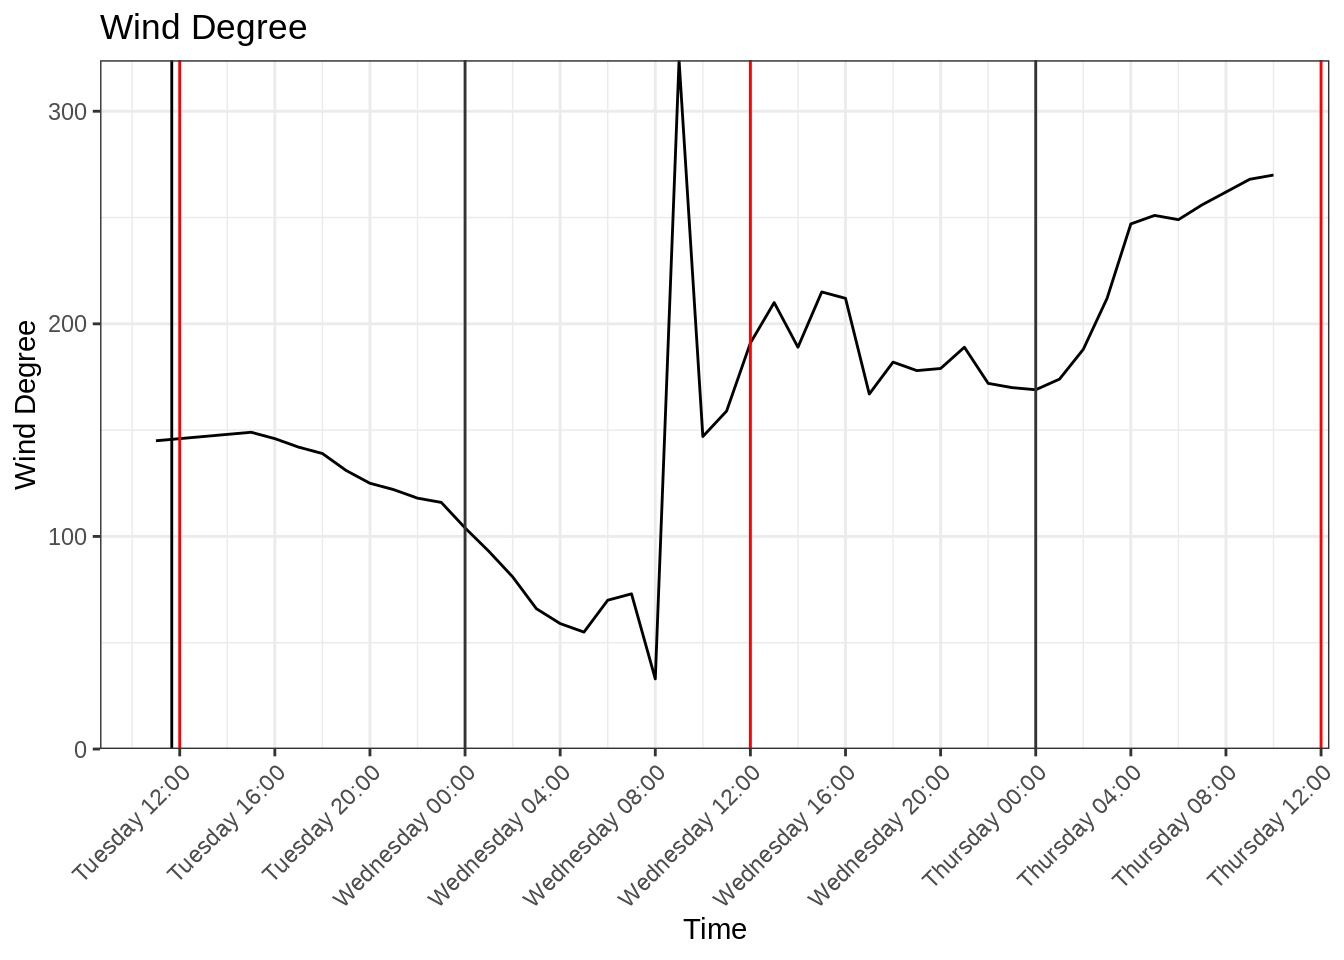 Wind Degree
Wind Degree
300
200
100
0
Tuesday 12:00
Tuesday 16:00
Tuesday 20:00
Wednesday 00:00
Wednesday 04:00
Wednesday 08:00
Wednesday 12:00
Wednesday 16:00
Wednesday 20:00
Thursday 00:00
Thursday 04:00
Thursday 08:00
Thursday 12:00
Time